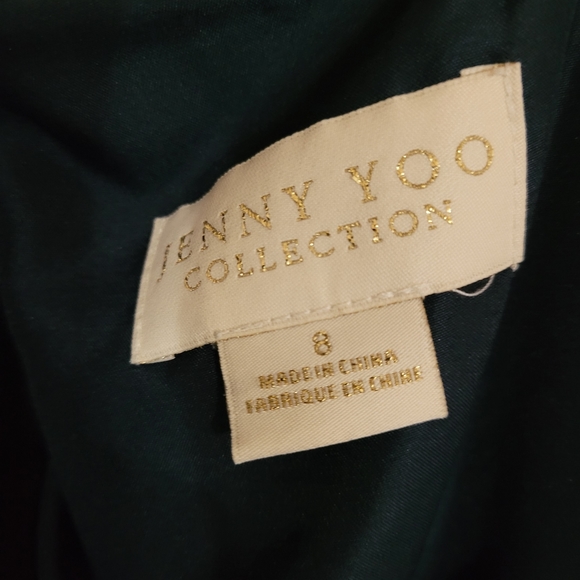 JENNY YOO
COLLECTION
8
MADE IN CHINA
FABRIQUE EN CHINE